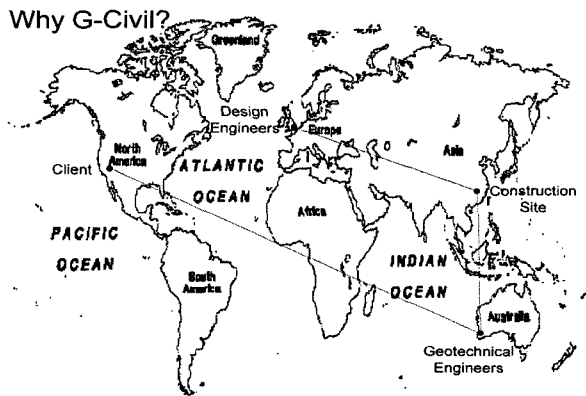 Why G-Civil?
Greenland
Design
Engineers
Europe
Asia
North
America
Client
ATLANTIC
OCEAN
Construction
Site
Africa
PACIFIC
OCEAN
INDIAN
OCEAN
South
America
Australia
Geotechnical
Engineers